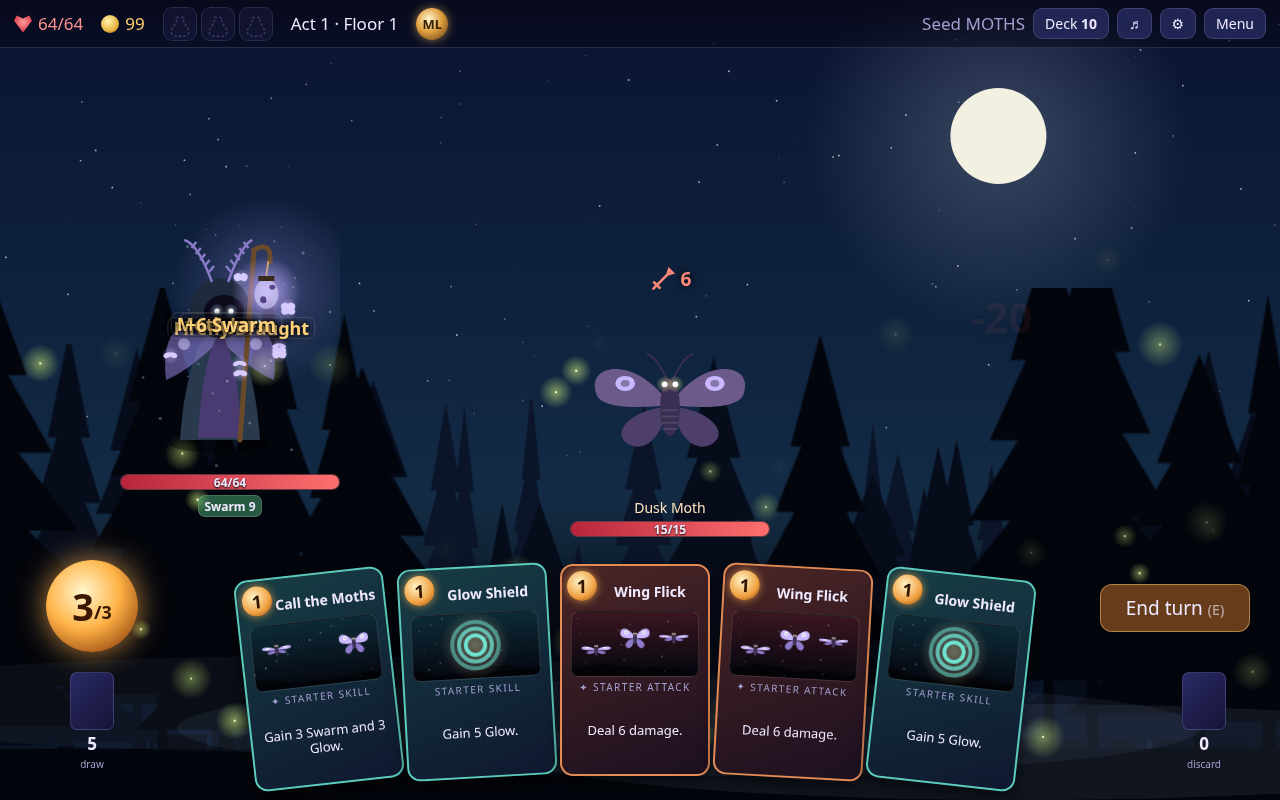 64/64
99
Act 1 · Floor 1
ML
Seed MOTHS
Deck 10
Menu
6
-20
+6 Swarm
64/64
Swarm 9
Dusk Moth
15/15
3/3
End turn (E)
1 Call the Moths
STARTER SKILL
Gain 3 Swarm and 3
Glow.
1 Glow Shield
STARTER SKILL
Gain 5 Glow.
1 Wing Flick
STARTER ATTACK
Deal 6 damage.
1 Wing Flick
STARTER ATTACK
Deal 6 damage.
1 Glow Shield
STARTER SKILL
Gain 5 Glow.
5
draw
0
discard